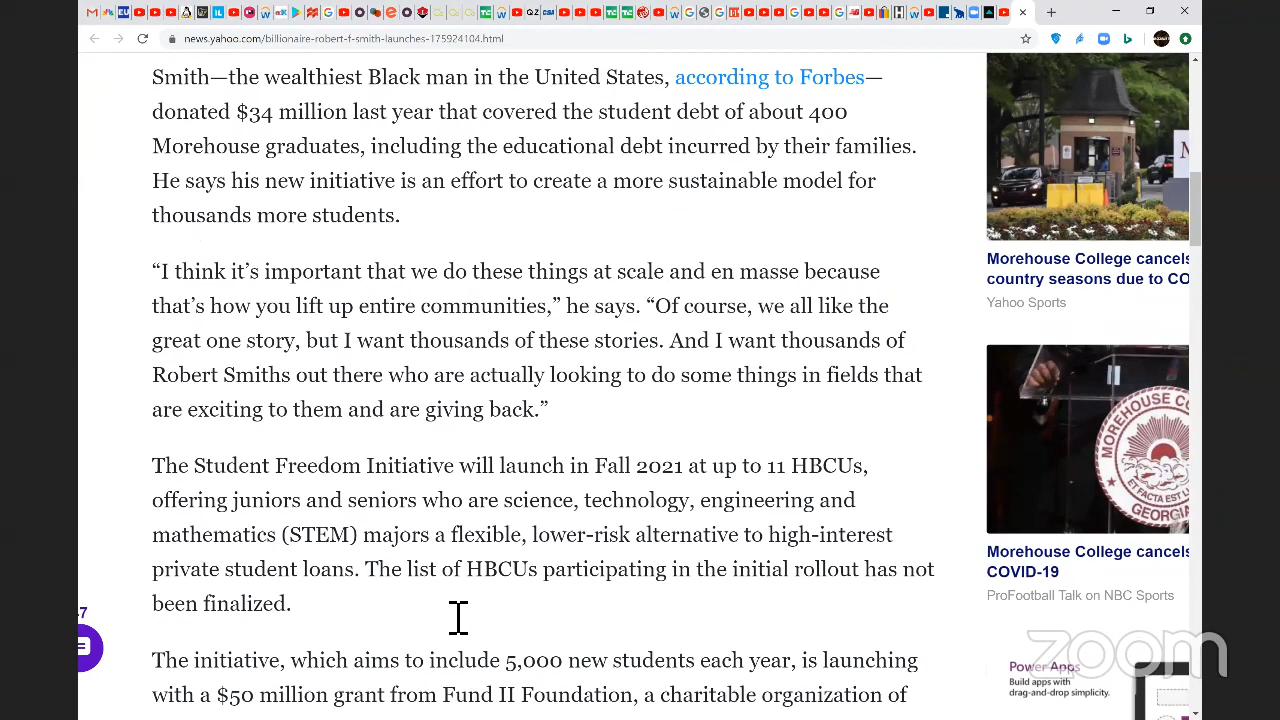 news.yahoo.com/billionaire-robert-f-smith-launches-175924104.html
Smith—the wealthiest Black man in the United States, according to Forbes—
donated $34 million last year that covered the student debt of about 400
Morehouse graduates, including the educational debt incurred by their families.
He says his new initiative is an effort to create a more sustainable model for
thousands more students.
“I think it’s important that we do these things at scale and en masse because
that’s how you lift up entire communities,” he says. “Of course, we all like the
great one story, but I want thousands of these stories. And I want thousands of
Robert Smiths out there who are actually looking to do some things in fields that
are exciting to them and are giving back.”
The Student Freedom Initiative will launch in Fall 2021 at up to 11 HBCUs,
offering juniors and seniors who are science, technology, engineering and
mathematics (STEM) majors a flexible, lower-risk alternative to high-interest
private student loans. The list of HBCUs participating in the initial rollout has not
been finalized.
The initiative, which aims to include 5,000 new students each year, is launching
with a $50 million grant from Fund II Foundation, a charitable organization of
Morehouse College cancels
country seasons due to CO
Yahoo Sports
MOREHOUSE CO
ET FACTA EST LU
GEORGIA
Morehouse College cancels
COVID-19
ProFootball Talk on NBC Sports
Power Apps
Build apps with
drag-and-drop simplicity.
zoom